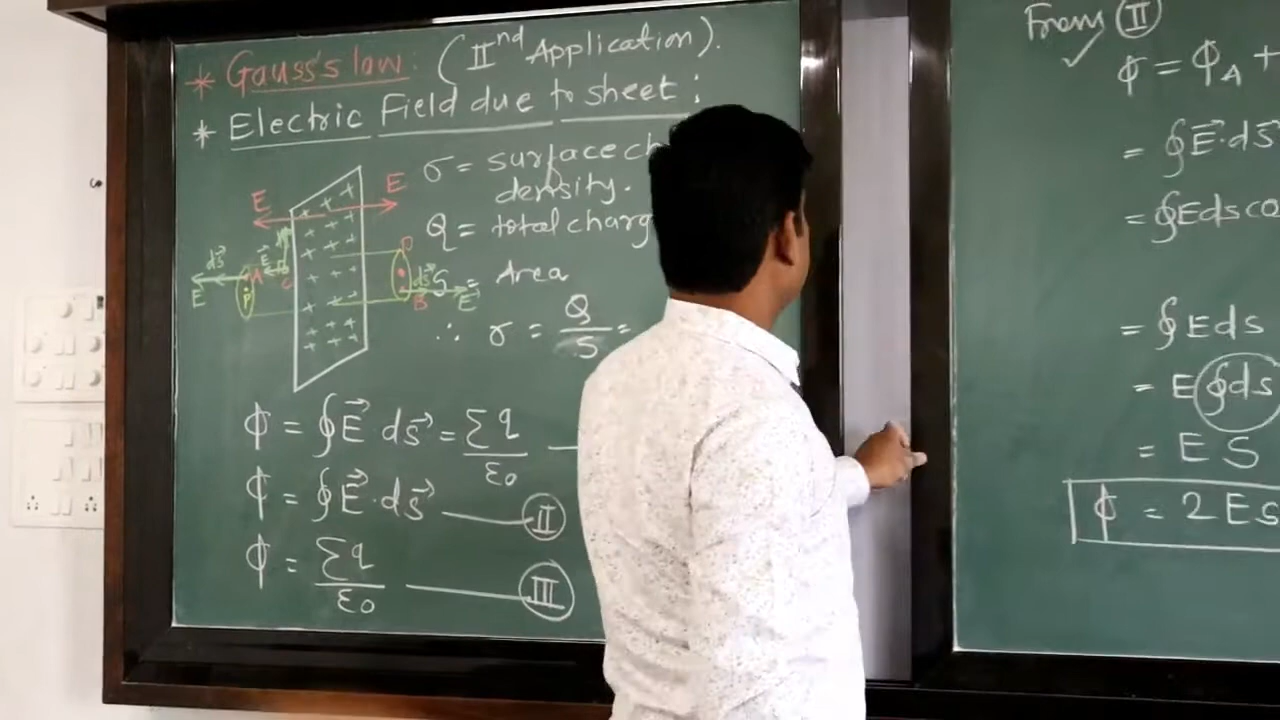 * Gauss's law. (IInd Application).
* Electric Field due to sheet :
σ = surface ch
density.
Q = total charg
S = Area
∴ σ = Q/S =
E E
ds E A E C P
D ds B E
ϕ = ∮E⃗·ds⃗ = Σq/ε0 —
ϕ = ∮E⃗·ds⃗ — II
ϕ = Σq/ε0 — III
From II
✓
ϕ = ϕA +
= ∮E⃗·ds⃗
= ∮Eds co
= ∮Eds
= E∮ds
= ES
ϕ = 2ES